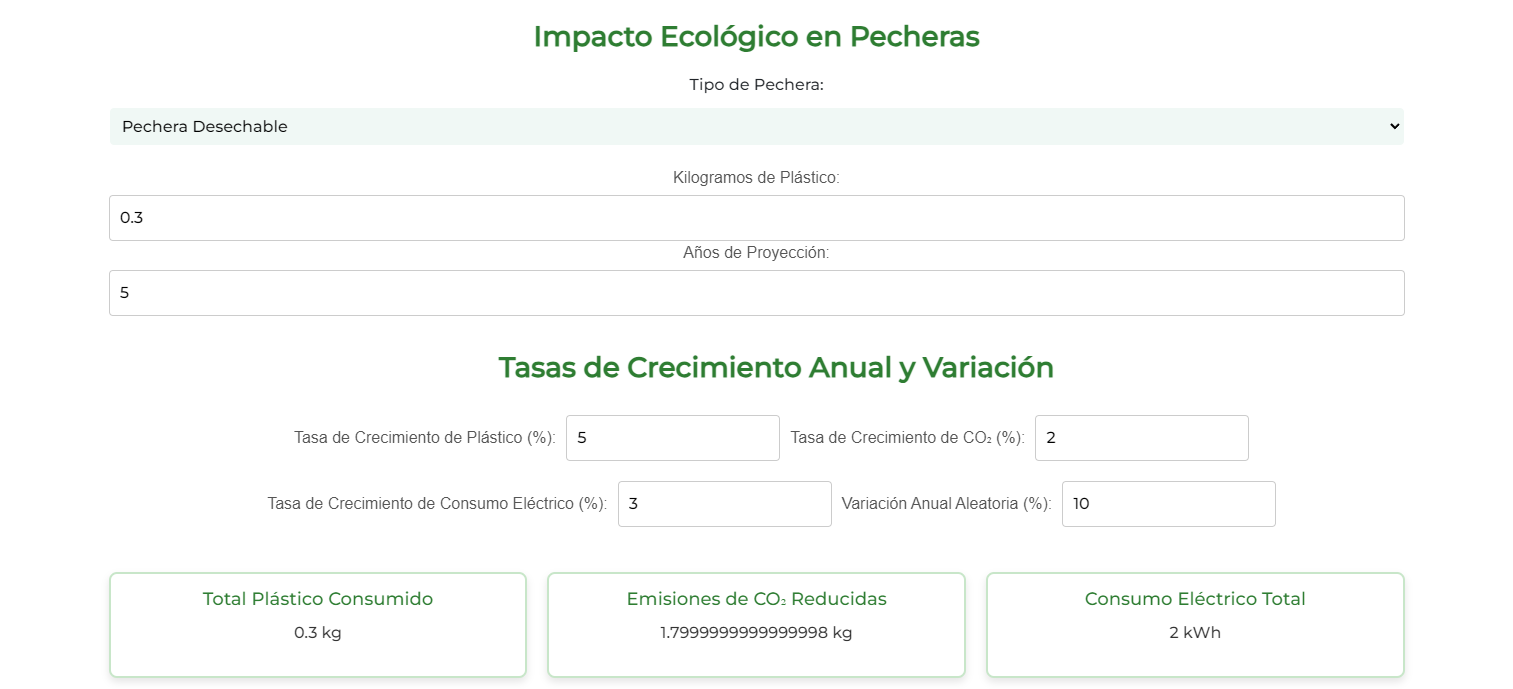 Impacto Ecológico en Pecheras
Tipo de Pechera:
Pechera Desechable
Kilogramos de Plástico:
0.3
Años de Proyección:
5
Tasas de Crecimiento Anual y Variación
Tasa de Crecimiento de Plástico (%): 5 Tasa de Crecimiento de CO₂ (%): 2
Tasa de Crecimiento de Consumo Eléctrico (%): 3 Variación Anual Aleatoria (%): 10
Total Plástico Consumido
0.3 kg
Emisiones de CO₂ Reducidas
1.7999999999999998 kg
Consumo Eléctrico Total
2 kWh